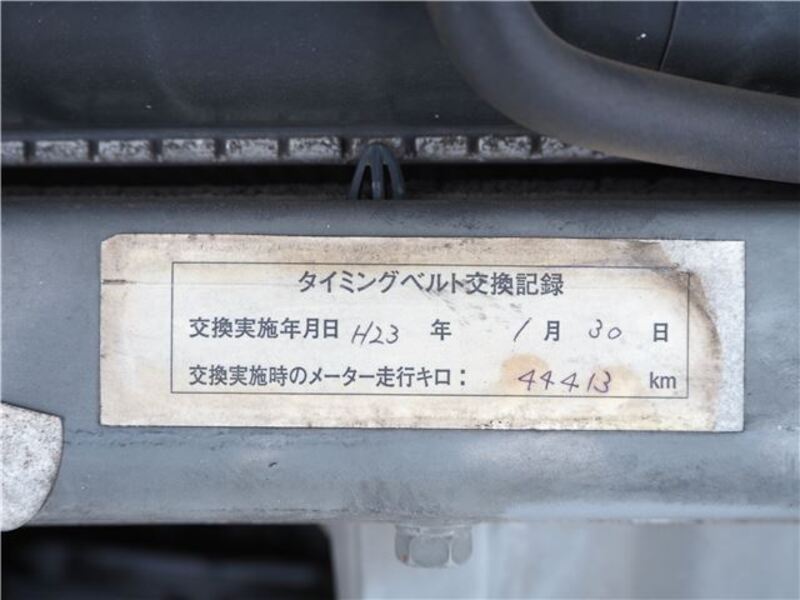 タイミングベルト交換記録
交換実施年月日 H23 年 1 月 30 日
交換実施時のメーター走行キロ： 44413 km